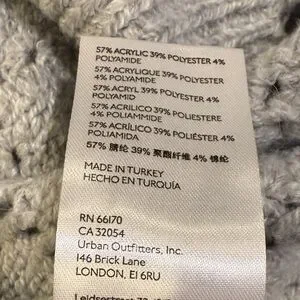 57% ACRYLIC 39% POLYESTER 4%
POLYAMIDE
57% ACRYLIQUE 39% POLYESTER
4% POLYAMIDE
57% ACRYL 39% POLYESTER 4%
POLYAMID
57% ACRILICO 39% POLIESTERE
4% POLIAMMIDE
57% ACRÍLICO 39% POLIÉSTER 4%
POLIAMIDA
57% 腈纶 39% 聚酯纤维 4% 锦纶
MADE IN TURKEY
HECHO EN TURQUÍA
RN 66170
CA 32054
Urban Outfitters, Inc.
146 Brick Lane
LONDON, E1 6RU
Leidsestraat